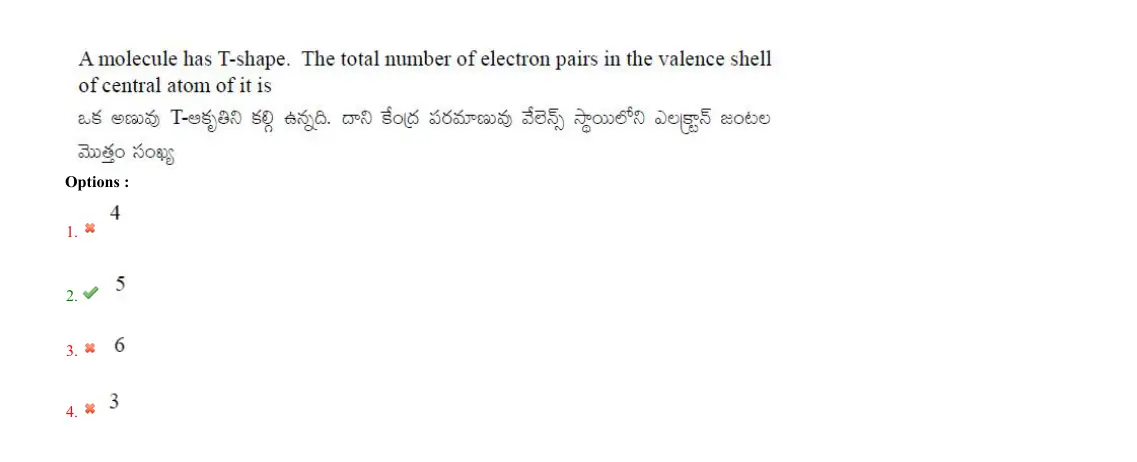 A molecule has T-shape. The total number of electron pairs in the valence shell
of central atom of it is
ఒక అణువు T-ఆకృతిని కల్గి ఉన్నది. దాని కేంద్ర పరమాణువు వేలెన్స్ స్థాయిలోని ఎలక్ట్రాన్ జంటల
మొత్తం సంఖ్య
Options :
4
1.
2. 5
3. 6
3
4.